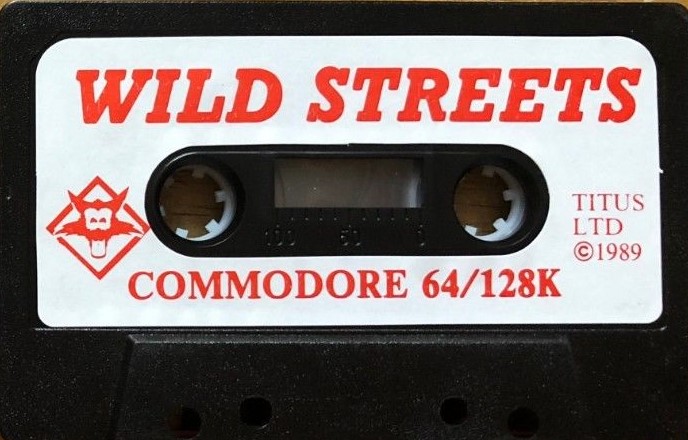 WILD STREETS
100 50 0
TITUS
LTD
©1989
COMMODORE 64/128K